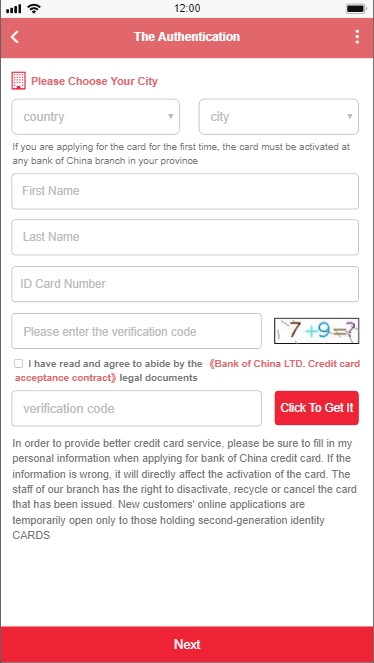 12:00
The Authentication
Please Choose Your City
country
city
If you are applying for the card for the first time, the card must be activated at
any bank of China branch in your province
First Name
Last Name
ID Card Number
Please enter the verification code
7+9=?
I have read and agree to abide by the 《Bank of China LTD. Credit card
acceptance contract》legal documents
verification code
Click To Get It
In order to provide better credit card service, please be sure to fill in my
personal information when applying for bank of China credit card. If the
information is wrong, it will directly affect the activation of the card. The
staff of our branch has the right to disactivate, recycle or cancel the card
that has been issued. New customers' online applications are
temporarily open only to those holding second-generation identity
CARDS
Next